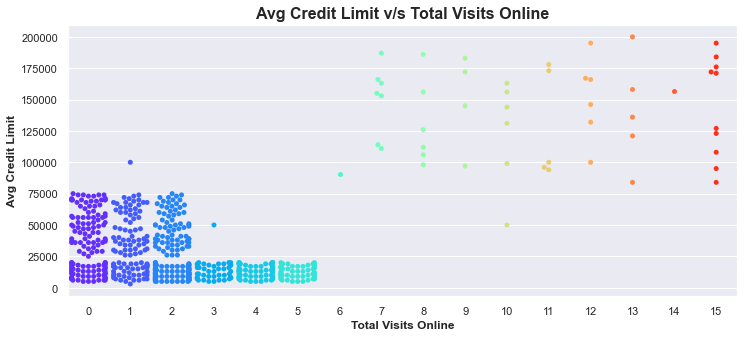 Avg Credit Limit v/s Total Visits Online
Avg Credit Limit
200000
175000
150000
125000
100000
75000
50000
25000
0
0 1 2 3 4 5 6 7 8 9 10 11 12 13 14 15
Total Visits Online